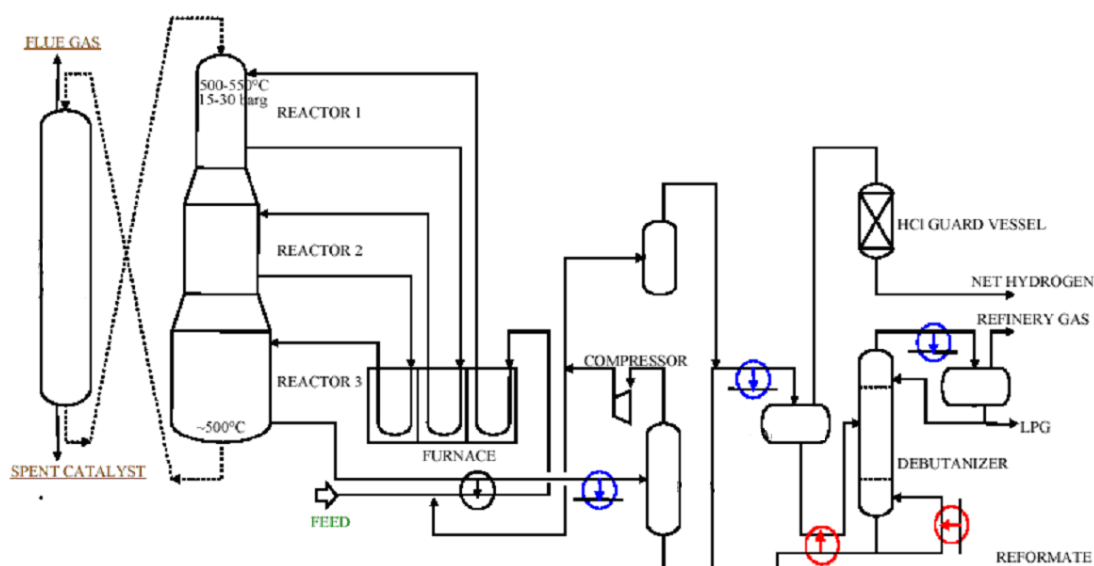 FLUE GAS
500-550°C
15-30 barg
REACTOR 1
HCl GUARD VESSEL
REACTOR 2
NET HYDROGEN
REFINERY GAS
COMPRESSOR
REACTOR 3
~500°C
LPG
FURNACE
DEBUTANIZER
SPENT CATALYST
FEED
REFORMATE